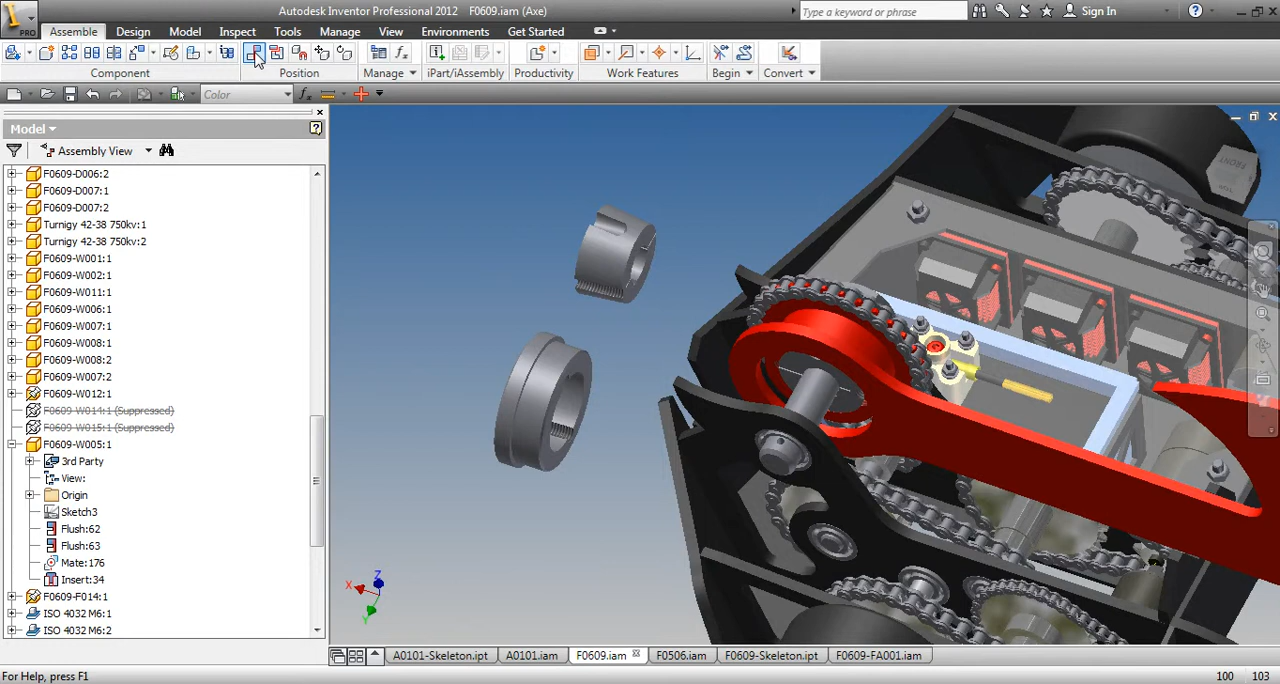 Autodesk Inventor Professional 2012 F0609.iam (Axe)
Type a keyword or phrase
Sign In
PRO
Assemble Design Model Inspect Tools Manage View Environments Get Started
Component Position Manage iPart/iAssembly Productivity Work Features Begin Convert
Color
Model
Assembly View
F0609-D006:2
F0609-D007:1
F0609-D007:2
Turnigy 42-38 750kv:1
Turnigy 42-38 750kv:2
F0609-W001:1
F0609-W002:1
F0609-W011:1
F0609-W006:1
F0609-W007:1
F0609-W008:1
F0609-W008:2
F0609-W007:2
F0609-W012:1
F0609-W014:1 (Suppressed)
F0609-W015:1 (Suppressed)
F0609-W005:1
3rd Party
View:
Origin
Sketch3
Flush:62
Flush:63
Mate:176
Insert:34
F0609-F014:1
ISO 4032 M6:1
ISO 4032 M6:2
FRONT
X
Z
Y
A0101-Skeleton.ipt A0101.iam F0609.iam F0506.iam F0609-Skeleton.ipt F0609-FA001.iam
For Help, press F1
100 103